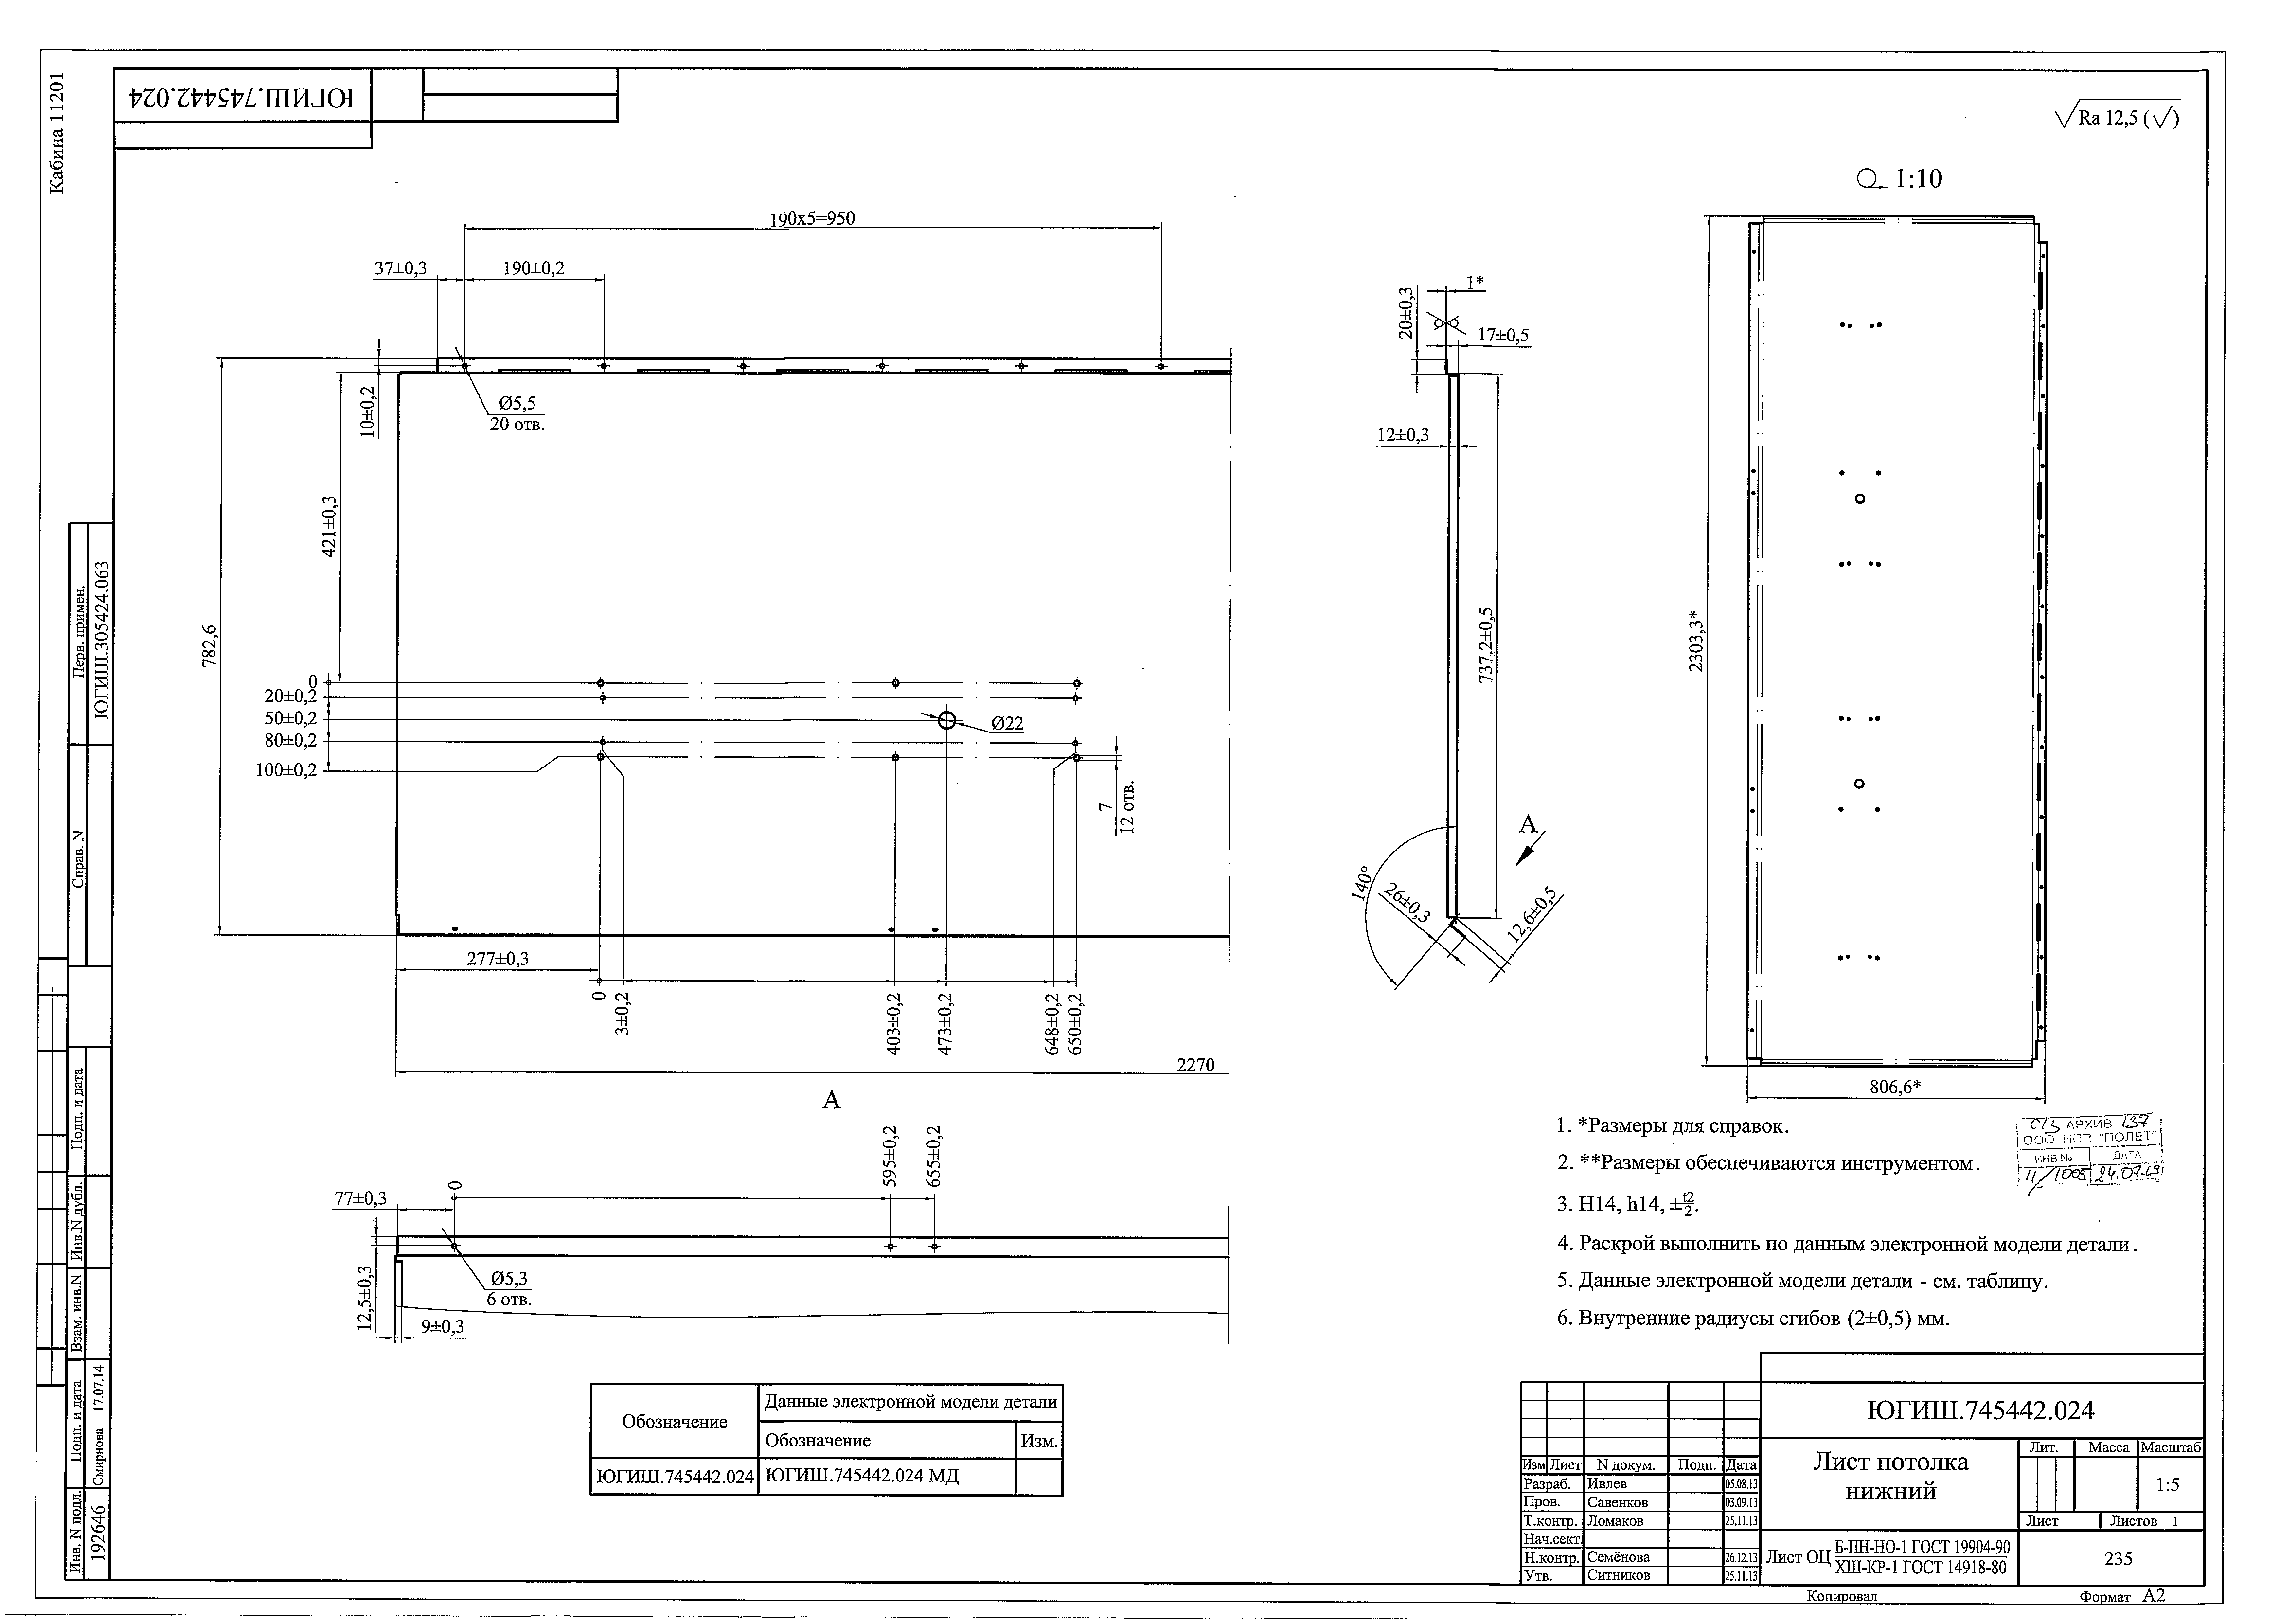 Кабина 11201
ЮГИШ.745442.024
√Ra 12,5 (√)
1:10
190х5=950
37±0,3
190±0,2
10±0,2
Ø5,5
20 отв.
421±0,3
782,6
0
20±0,2
50±0,2
80±0,2
100±0,2
Ø22
7
12 отв.
277±0,3
0
3±0,2
403±0,2
473±0,2
648±0,2
650±0,2
2270
1*
20±0,3
17±0,5
12±0,3
737,2±0,5
А
140°
26±0,3
12,6±0,5
2303,3*
806,6*
А
77±0,3
0
595±0,2
655±0,2
12,5±0,3
Ø5,3
6 отв.
9±0,3
1. *Размеры для справок.
2. **Размеры обеспечиваются инструментом.
3. Н14, h14, ±t2/2.
4. Раскрой выполнить по данным электронной модели детали.
5. Данные электронной модели детали - см. таблицу.
6. Внутренние радиусы сгибов (2±0,5) мм.
АРХИВ 137
ООО НПП "ПОЛЕТ"
ИНВ № ДАТА
11/1005
Обозначение
Данные электронной модели детали
Обозначение Изм.
ЮГИШ.745442.024 ЮГИШ.745442.024 МД
Перв. примен.
ЮГИШ.305424.063
Справ. N
Подп. и дата
Инв.N дубл.
Взам. инв.N
Подп. и дата
Смирнова 17.07.14
Инв. N подл.
192646
ЮГИШ.745442.024
Изм Лист N докум. Подп. Дата
Разраб. Ивлев 05.08.13
Пров. Савенков 03.09.13
Т.контр. Ломаков 25.11.13
Нач.сект.
Н.контр. Семёнова 26.12.13
Утв. Ситников 25.11.13
Лист потолка
нижний
Лит. Масса Масштаб
1:5
Лист Листов 1
Лист ОЦ Б-ПН-НО-1 ГОСТ 19904-90
ХШ-КР-1 ГОСТ 14918-80
235
Копировал Формат А2